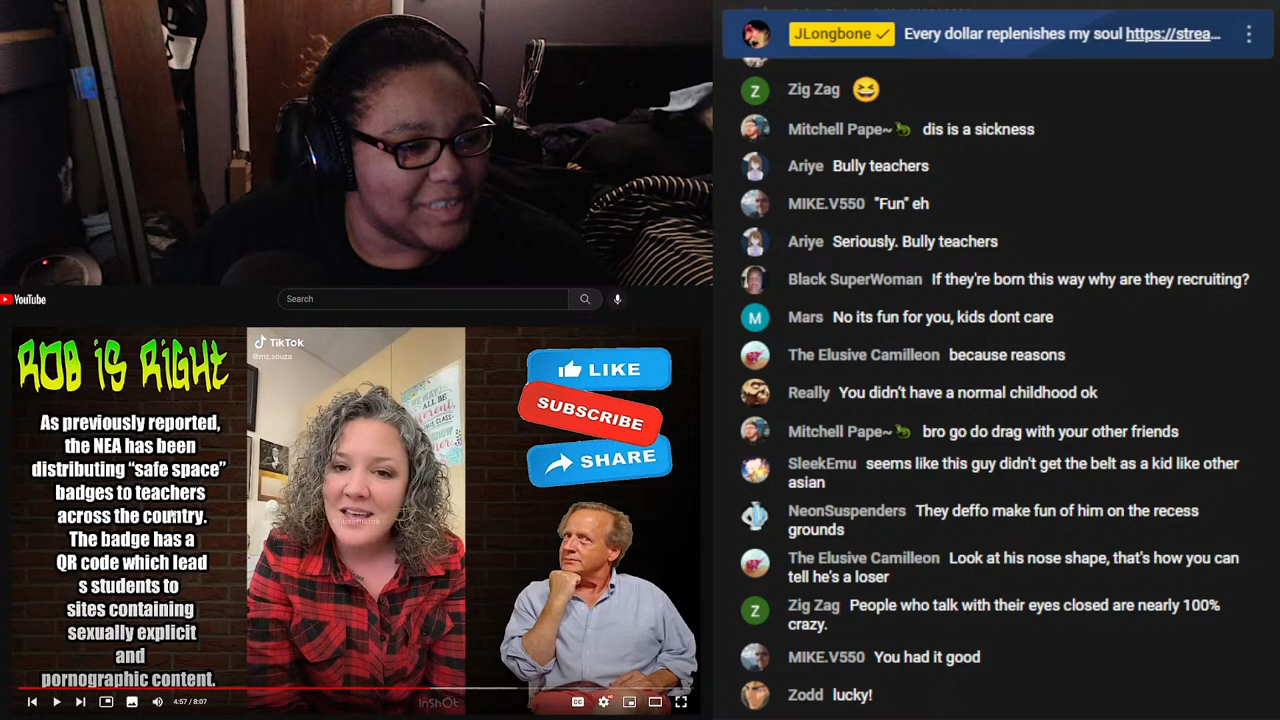 JLongbone ✓ Every dollar replenishes my soul https://strea...
Zig Zag 😆
Mitchell Pape~🦎 dis is a sickness
Ariye Bully teachers
MIKE.V550 "Fun" eh
Ariye Seriously. Bully teachers
Black SuperWoman If they're born this way why are they recruiting?
Mars No its fun for you, kids dont care
The Elusive Camilleon because reasons
Really You didn't have a normal childhood ok
Mitchell Pape~🦎 bro go do drag with your other friends
SleekEmu seems like this guy didn't get the belt as a kid like other
asian
NeonSuspenders They deffo make fun of him on the recess
grounds
The Elusive Camilleon Look at his nose shape, that's how you can
tell he's a loser
Zig Zag People who talk with their eyes closed are nearly 100%
crazy.
MIKE.V550 You had it good
Zodd lucky!
YouTube
Search
ROB iS RiGHt
As previously reported,
the NEA has been
distributing “safe space”
badges to teachers
across the country.
The badge has a
QR code which lead
s students to
sites containing
sexually explicit
and
pornographic content.
TikTok
@mz.souza
@libsoftiktok
LIKE
SUBSCRIBE
SHARE
4:57 / 8:07
InShOt